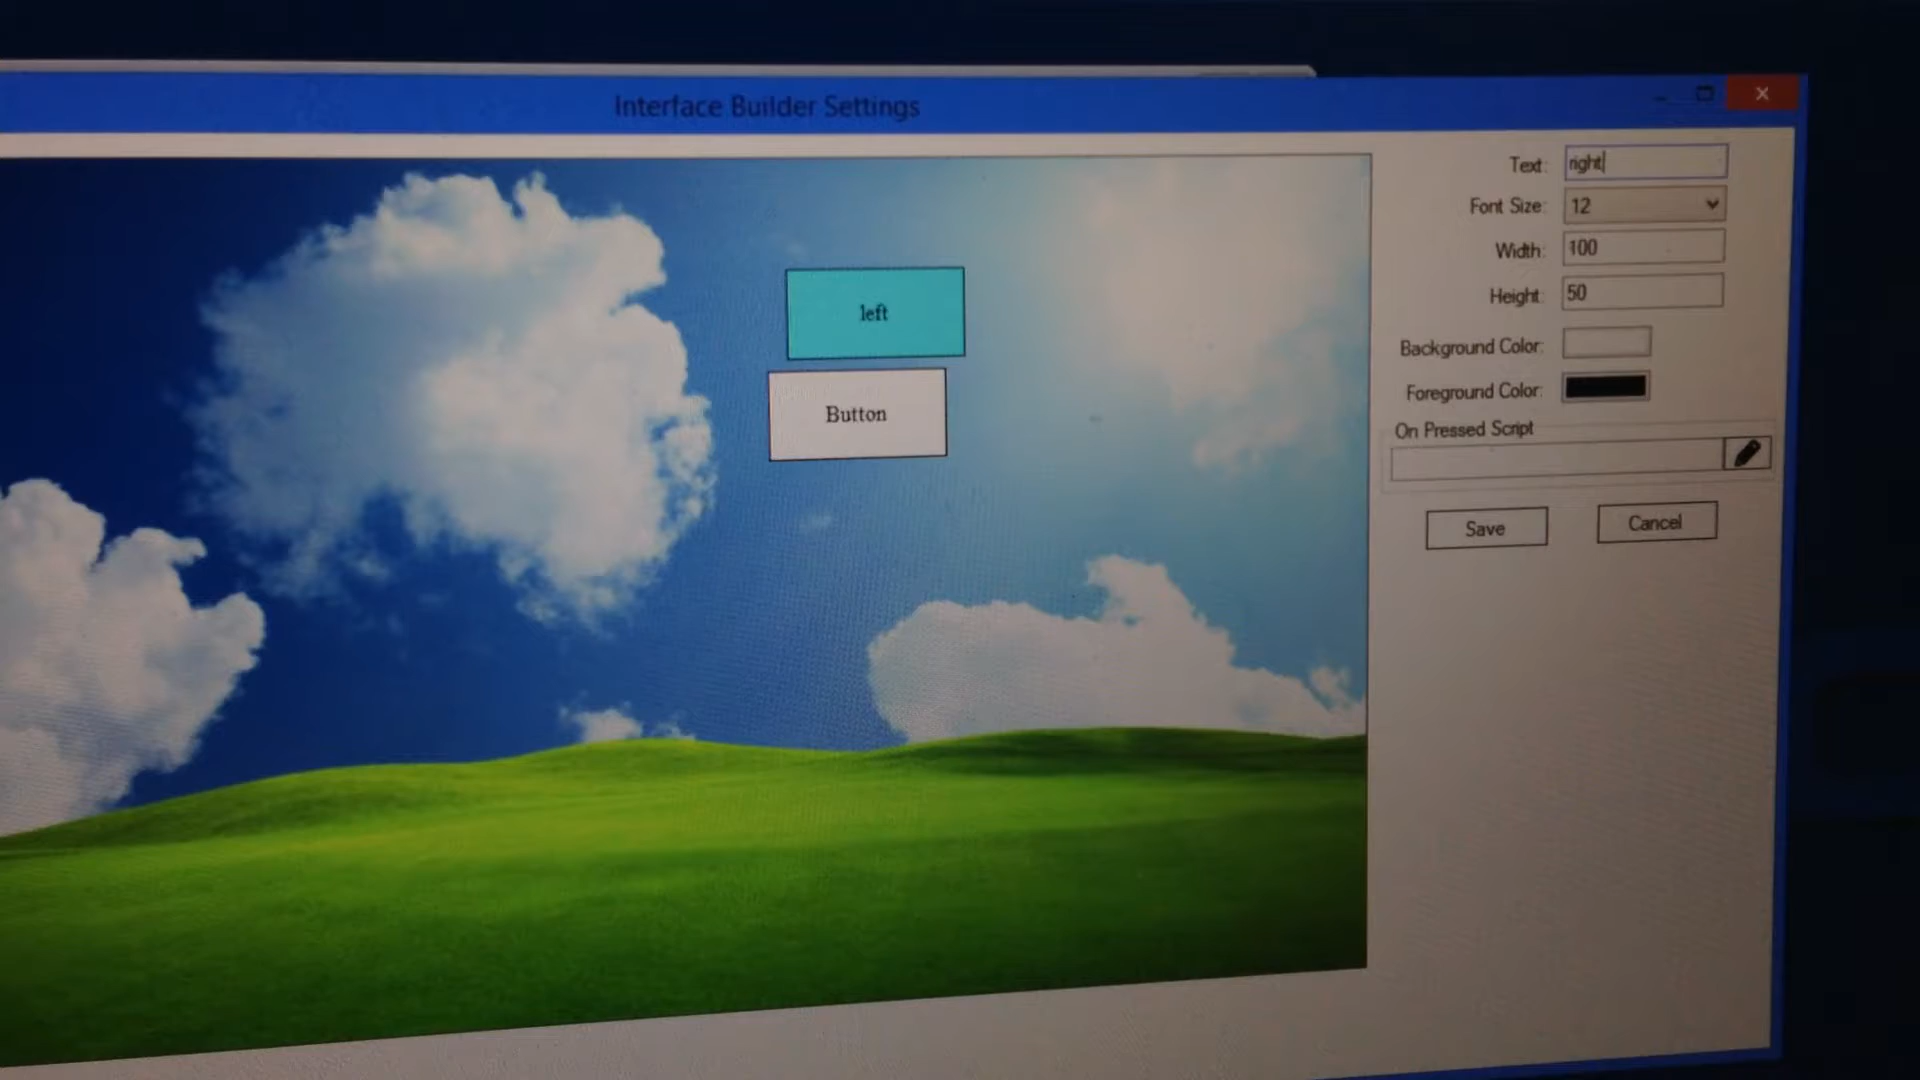 Interface Builder Settings
left
Button
Text: right
Font Size: 12
Width: 100
Height: 50
Background Color:
Foreground Color:
On Pressed Script
Save
Cancel